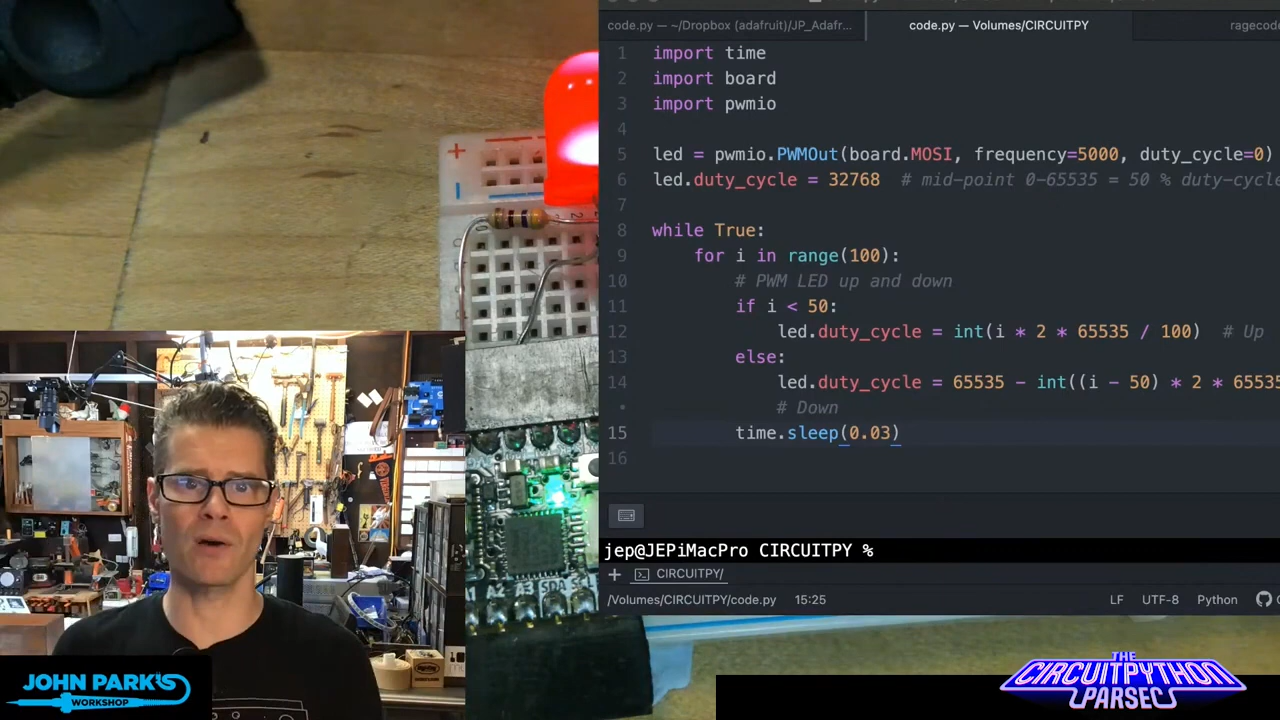 code.py — ~/Dropbox (adafruit)/JP_Adafr...
code.py — Volumes/CIRCUITPY
ragecode
1 import time
2 import board
3 import pwmio
4
5 led = pwmio.PWMOut(board.MOSI, frequency=5000, duty_cycle=0)
6 led.duty_cycle = 32768 # mid-point 0-65535 = 50 % duty-cycle
7
8 while True:
9 for i in range(100):
10 # PWM LED up and down
11 if i < 50:
12 led.duty_cycle = int(i * 2 * 65535 / 100) # Up
13 else:
14 led.duty_cycle = 65535 - int((i - 50) * 2 * 65535
• # Down
15 time.sleep(0.03)
16
jep@JEPiMacPro CIRCUITPY %
+ CIRCUITPY/
/Volumes/CIRCUITPY/code.py 15:25 LF UTF-8 Python
A1 A2 A3 SDA
JOHN PARK'S
WORKSHOP
THE
CIRCUITPYTHON
PARSEC